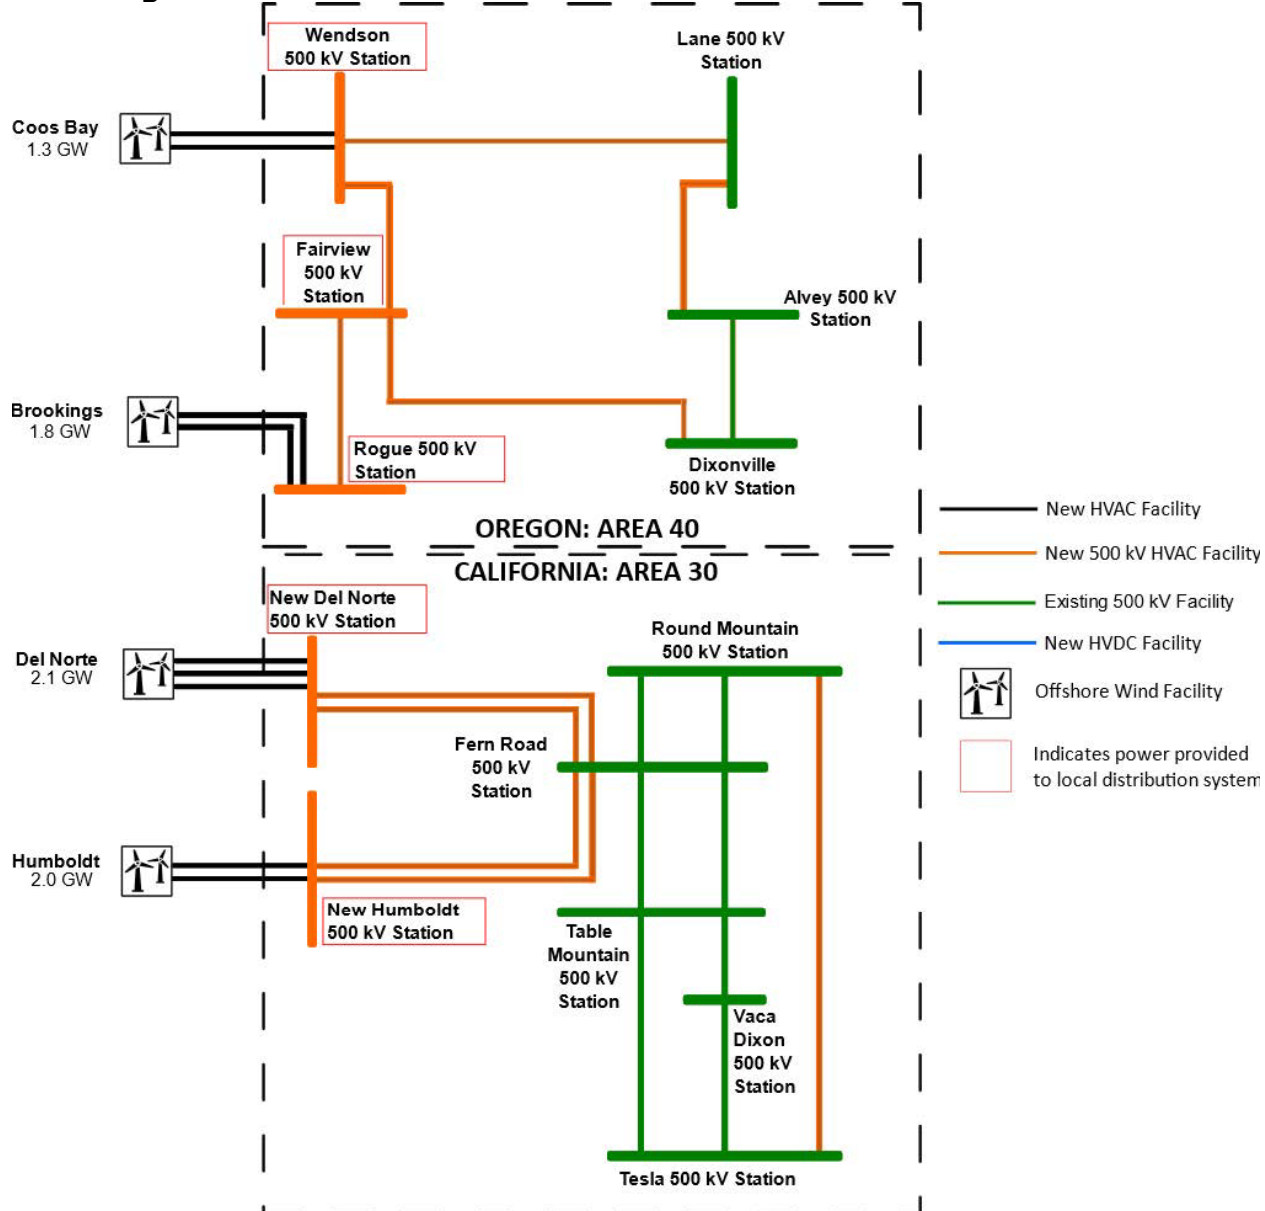 Wendson
500 kV Station
Lane 500 kV
Station
Coos Bay
1.3 GW
Fairview
500 kV
Station
Alvey 500 kV
Station
Brookings
1.8 GW
Rogue 500 kV
Station
Dixonville
500 kV Station
OREGON: AREA 40
CALIFORNIA: AREA 30
New HVAC Facility
New 500 kV HVAC Facility
Existing 500 kV Facility
New HVDC Facility
Offshore Wind Facility
Indicates power provided
to local distribution system
New Del Norte
500 kV Station
Round Mountain
500 kV Station
Del Norte
2.1 GW
Fern Road
500 kV
Station
Humboldt
2.0 GW
New Humboldt
500 kV Station
Table
Mountain
500 kV
Station
Vaca
Dixon
500 kV
Station
Tesla 500 kV Station